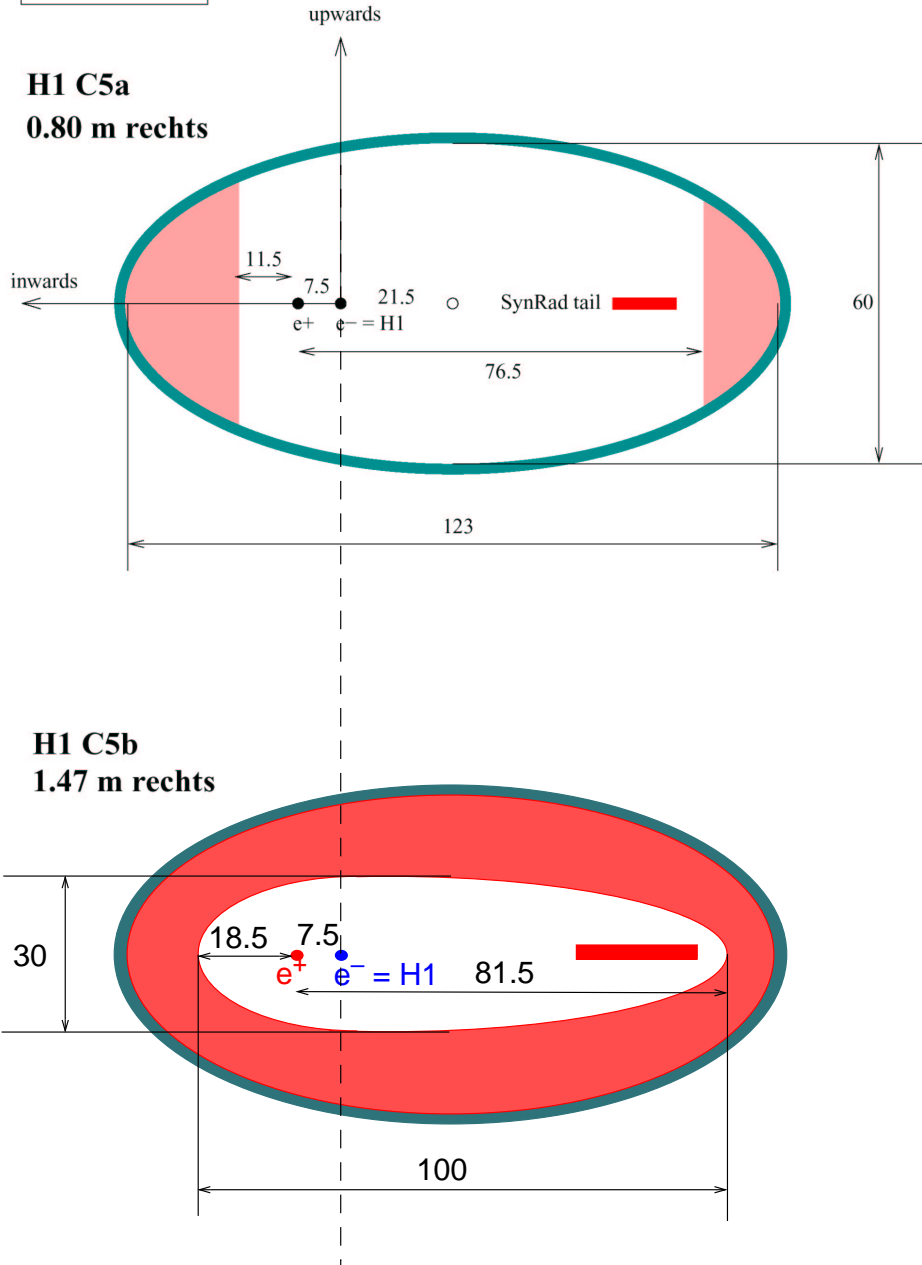 upwards
H1 C5a
0.80 m rechts
11.5
inwards
7.5
21.5
SynRad tail
60
e+
e− = H1
76.5
123
H1 C5b
1.47 m rechts
18.5
7.5
30
e+
e− = H1
81.5
100